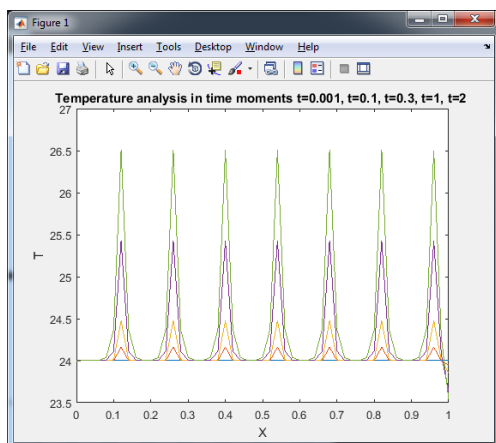 Figure 1
File Edit View Insert Tools Desktop Window Help
Temperature analysis in time moments t=0.001, t=0.1, t=0.3, t=1, t=2
27
26.5
26
25.5
T
25
24.5
24
23.5
0 0.1 0.2 0.3 0.4 0.5 0.6 0.7 0.8 0.9 1
X